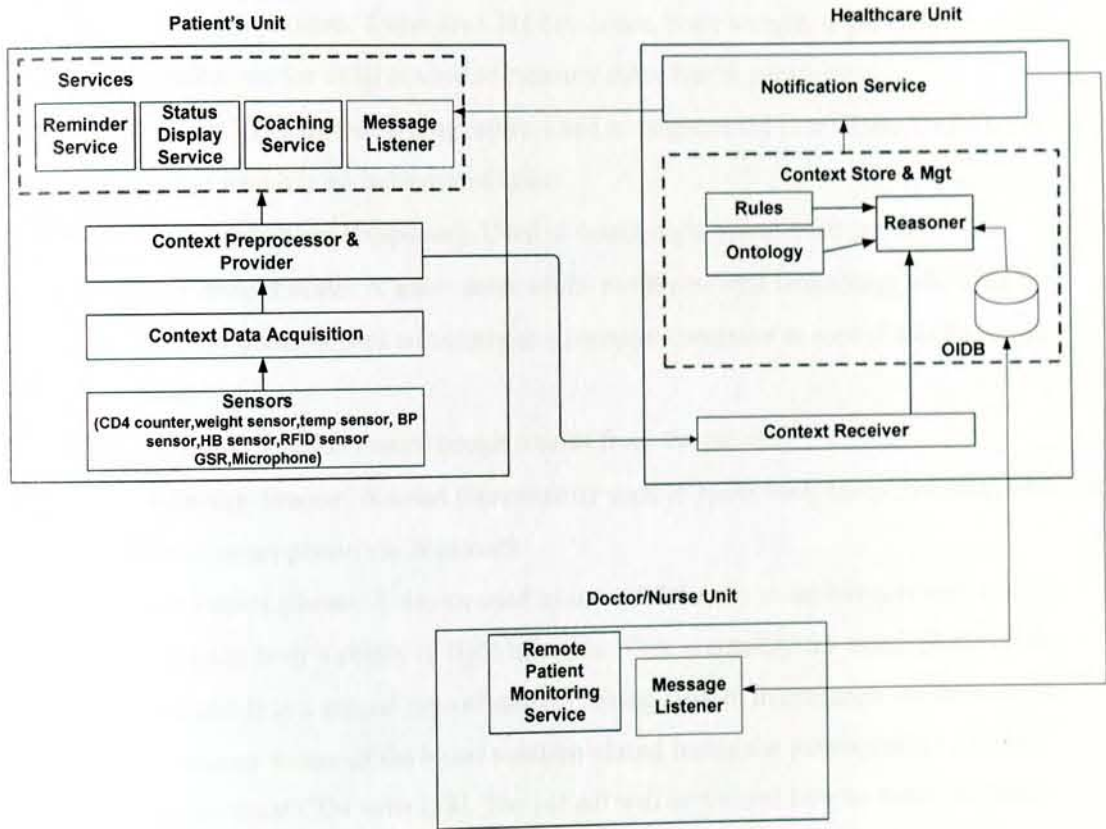 Patient's Unit
Healthcare Unit
Services
Reminder
Service
Status
Display
Service
Coaching
Service
Message
Listener
Notification Service
Context Store & Mgt
Rules
Ontology
Reasoner
OIDB
Context Preprocessor &
Provider
Context Data Acquisition
Sensors
(CD4 counter,weight sensor,temp sensor, BP
sensor,HB sensor,RFID sensor
GSR,Microphone)
Context Receiver
Doctor/Nurse Unit
Remote
Patient
Monitoring
Service
Message
Listener